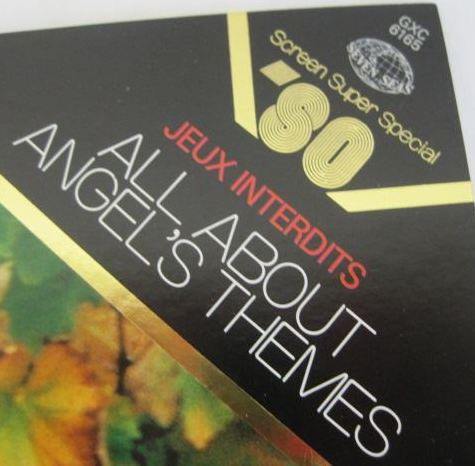 GXC
6165
SEVEN SEAS
Screen Super Special
'80
JEUX INTERDITS
ALL ABOUT
ANGEL'S THEMES